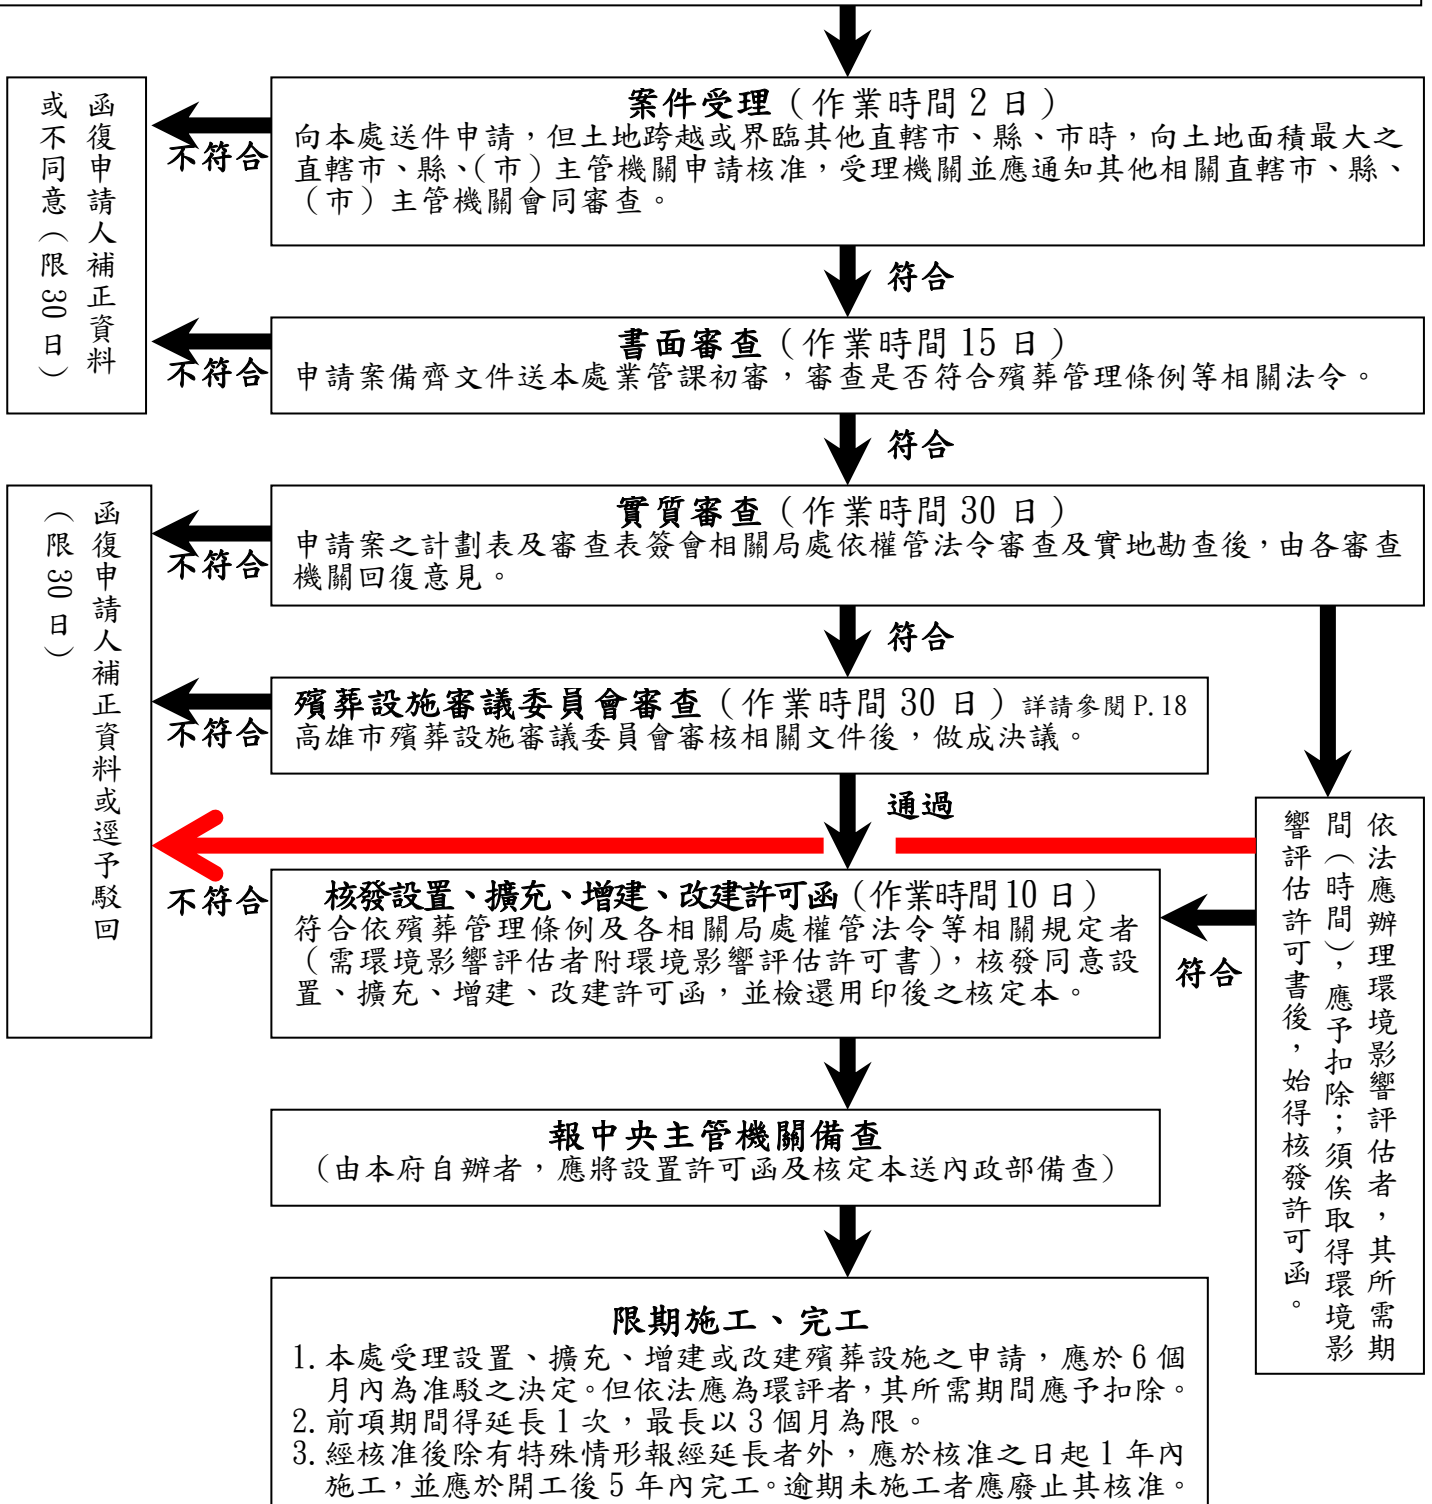 案件受理（作業時間 2 日）
向本處送件申請，但土地跨越或界臨其他直轄市、縣、市時，向土地面積最大之
直轄市、縣、（市）主管機關申請核准，受理機關並應通知其他相關直轄市、縣、
（市）主管機關會同審查。
不符合
函復申請人補正資料
或不同意（限 30 日）
符合
書面審查（作業時間 15 日）
申請案備齊文件送本處業管課初審，審查是否符合殯葬管理條例等相關法令。
不符合
符合
實質審查（作業時間 30 日）
申請案之計劃表及審查表簽會相關局處依權管法令審查及實地勘查後，由各審查
機關回復意見。
不符合
函復申請人補正資料或逕予駁回
（限 30 日）
符合
殯葬設施審議委員會審查（作業時間 30 日）詳請參閱 P.18
高雄市殯葬設施審議委員會審核相關文件後，做成決議。
不符合
通過
依法應辦理環境影響評估者，其所需期
間（時間），應予扣除；須俟取得環境影
響評估許可書後，始得核發許可函。
不符合
符合
核發設置、擴充、增建、改建許可函（作業時間 10 日）
符合依殯葬管理條例及各相關局處權管法令等相關規定者
（需環境影響評估者附環境影響評估許可書），核發同意設
置、擴充、增建、改建許可函，並檢還用印後之核定本。
報中央主管機關備查
（由本府自辦者，應將設置許可函及核定本送內政部備查）
限期施工、完工
1. 本處受理設置、擴充、增建或改建殯葬設施之申請，應於 6 個
月內為准駁之決定。但依法應為環評者，其所需期間應予扣除。
2. 前項期間得延長 1 次，最長以 3 個月為限。
3. 經核准後除有特殊情形報經延長者外，應於核准之日起 1 年內
施工，並應於開工後 5 年內完工。逾期未施工者應廢止其核准。